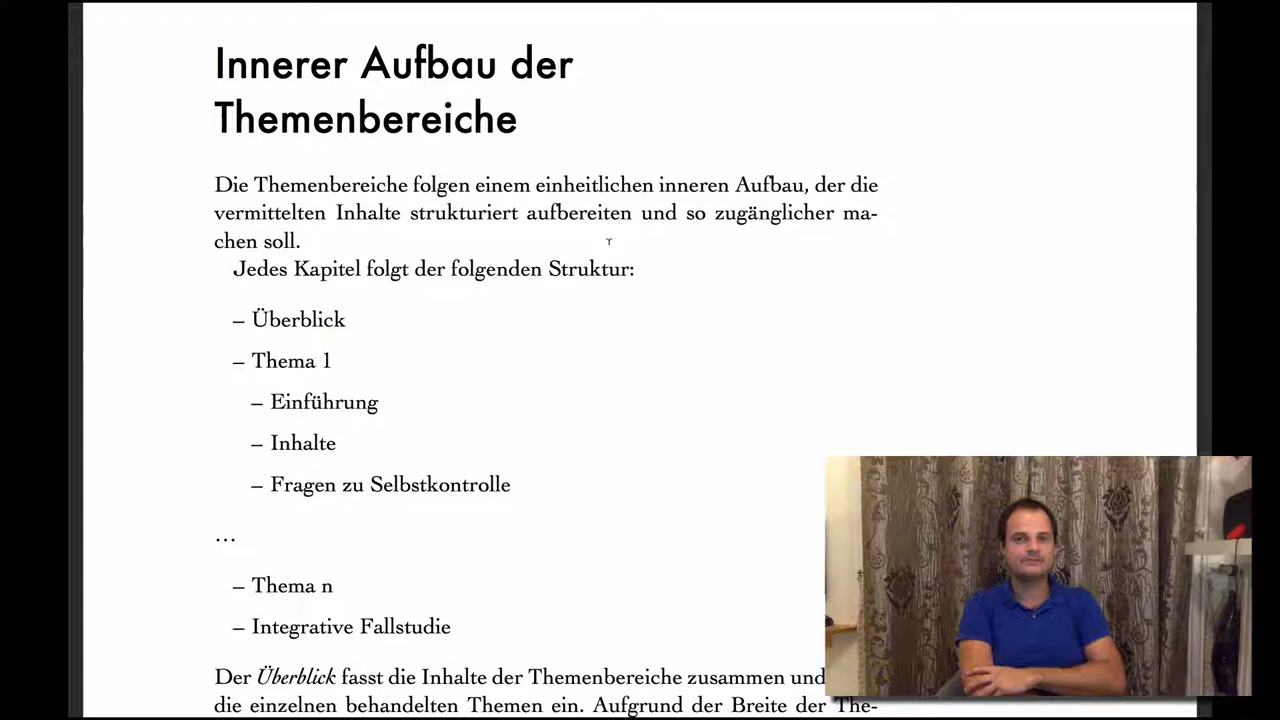 Innerer Aufbau der
Themenbereiche
Die Themenbereiche folgen einem einheitlichen inneren Aufbau, der die
vermittelten Inhalte strukturiert aufbereiten und so zugänglicher ma-
chen soll.
Jedes Kapitel folgt der folgenden Struktur:
– Überblick
– Thema 1
– Einführung
– Inhalte
– Fragen zu Selbstkontrolle
...
– Thema n
– Integrative Fallstudie
Der Überblick fasst die Inhalte der Themenbereiche zusammen und
die einzelnen behandelten Themen ein. Aufgrund der Breite der The-